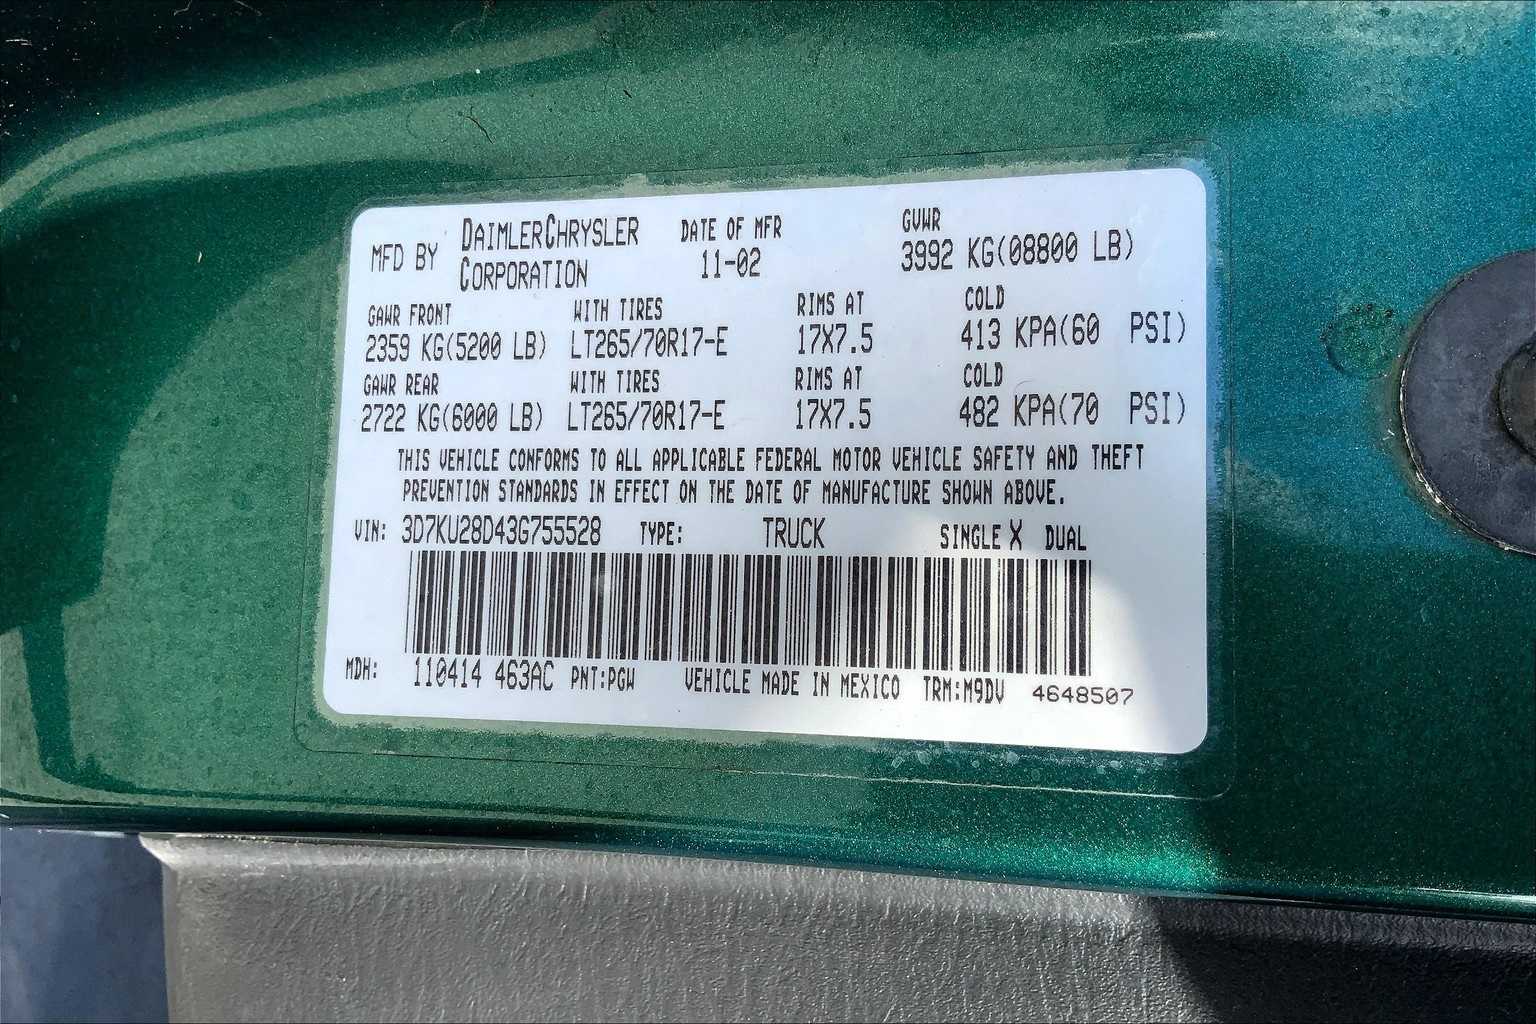 MFD BY DAIMLERCHRYSLER CORPORATION
DATE OF MFR
11-02
GVWR
3992 KG(08800 LB)
GAWR FRONT WITH TIRES RIMS AT COLD
2359 KG(5200 LB) LT265/70R17-E 17X7.5 413 KPA(60 PSI)
GAWR REAR WITH TIRES RIMS AT COLD
2722 KG(6000 LB) LT265/70R17-E 17X7.5 482 KPA(70 PSI)
THIS VEHICLE CONFORMS TO ALL APPLICABLE FEDERAL MOTOR VEHICLE SAFETY AND THEFT
PREVENTION STANDARDS IN EFFECT ON THE DATE OF MANUFACTURE SHOWN ABOVE.
VIN: 3D7KU28D43G755528 TYPE: TRUCK SINGLE X DUAL
MDH: 110414 463AC PNT:PGW VEHICLE MADE IN MEXICO TRM:M9DV 4648507